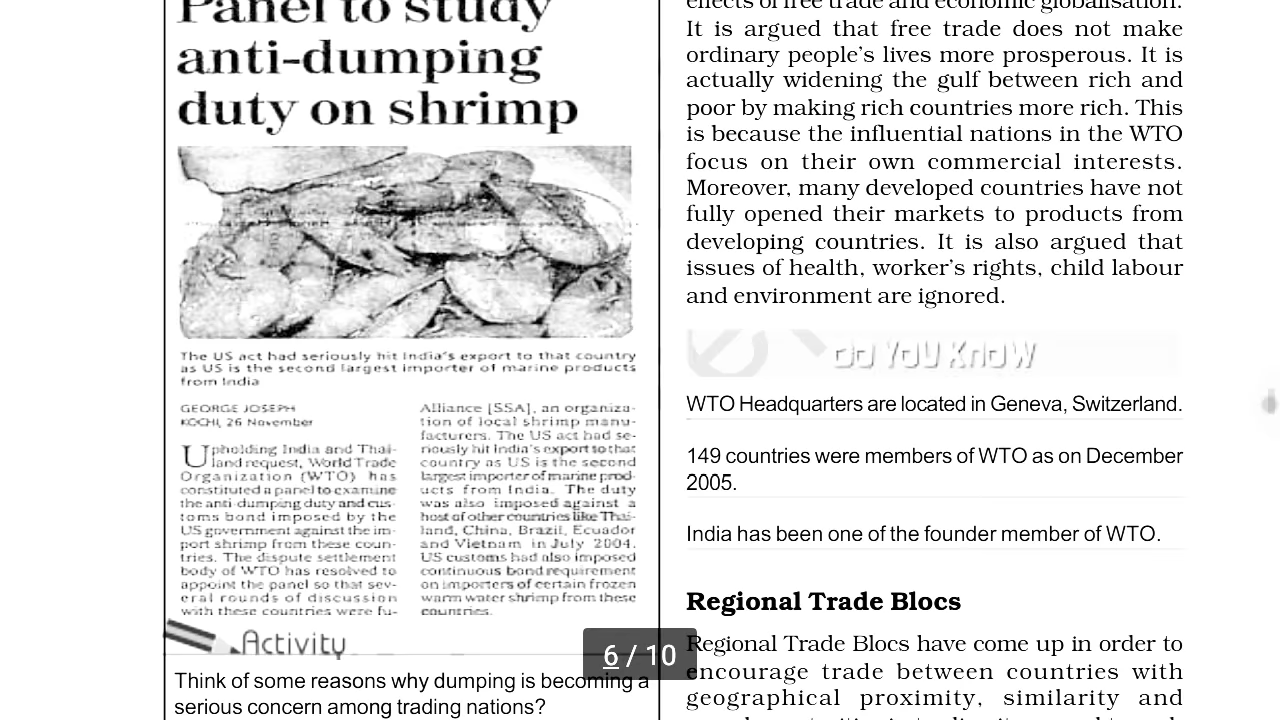 Panel to study
anti-dumping
duty on shrimp
The US act had seriously hit India's export to that country
as US is the second largest importer of marine products
from India
GEORGE JOSEPH
KOCHI, 26 November
Upholding India and Thai-
land request, World Trade
Organization (WTO) has
constituted a panel to examine
the anti-dumping duty and cus-
toms bond imposed by the
US government against the im-
port shrimp from these coun-
tries. The dispute settlement
body of WTO has resolved to
appoint the panel so that sev-
eral rounds of discussion
with these countries were fu-
Alliance [SSA], an organiza-
tion of local shrimp manu-
facturers. The US act had se-
riously hit India's export to that
country as US is the second
largest importer of marine prod-
ucts from India. The duty
was also imposed against a
host of other countries like Thai-
land, China, Brazil, Ecuador
and Vietnam in July 2004.
US customs had also imposed
continuous bond requirement
on importers of certain frozen
warm water shrimp from these
countries.
Activity
Think of some reasons why dumping is becoming a
serious concern among trading nations?
effects of free trade and economic globalisation.
It is argued that free trade does not make
ordinary people's lives more prosperous. It is
actually widening the gulf between rich and
poor by making rich countries more rich. This
is because the influential nations in the WTO
focus on their own commercial interests.
Moreover, many developed countries have not
fully opened their markets to products from
developing countries. It is also argued that
issues of health, worker's rights, child labour
and environment are ignored.
DO YOU KNOW
WTO Headquarters are located in Geneva, Switzerland.
149 countries were members of WTO as on December
2005.
India has been one of the founder member of WTO.
Regional Trade Blocs
Regional Trade Blocs have come up in order to
encourage trade between countries with
geographical proximity, similarity and
6 / 10